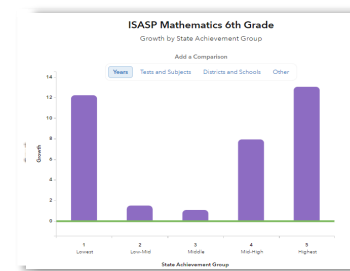 ISASP Mathematics 6th Grade
Growth by State Achievement Group
Add a Comparison
Years Tests and Subjects Districts and Schools Other
14
12
10
8
6
4
2
0
Growth
1 2 3 4 5
Lowest Low-Mid Middle Mid-High Highest
State Achievement Group